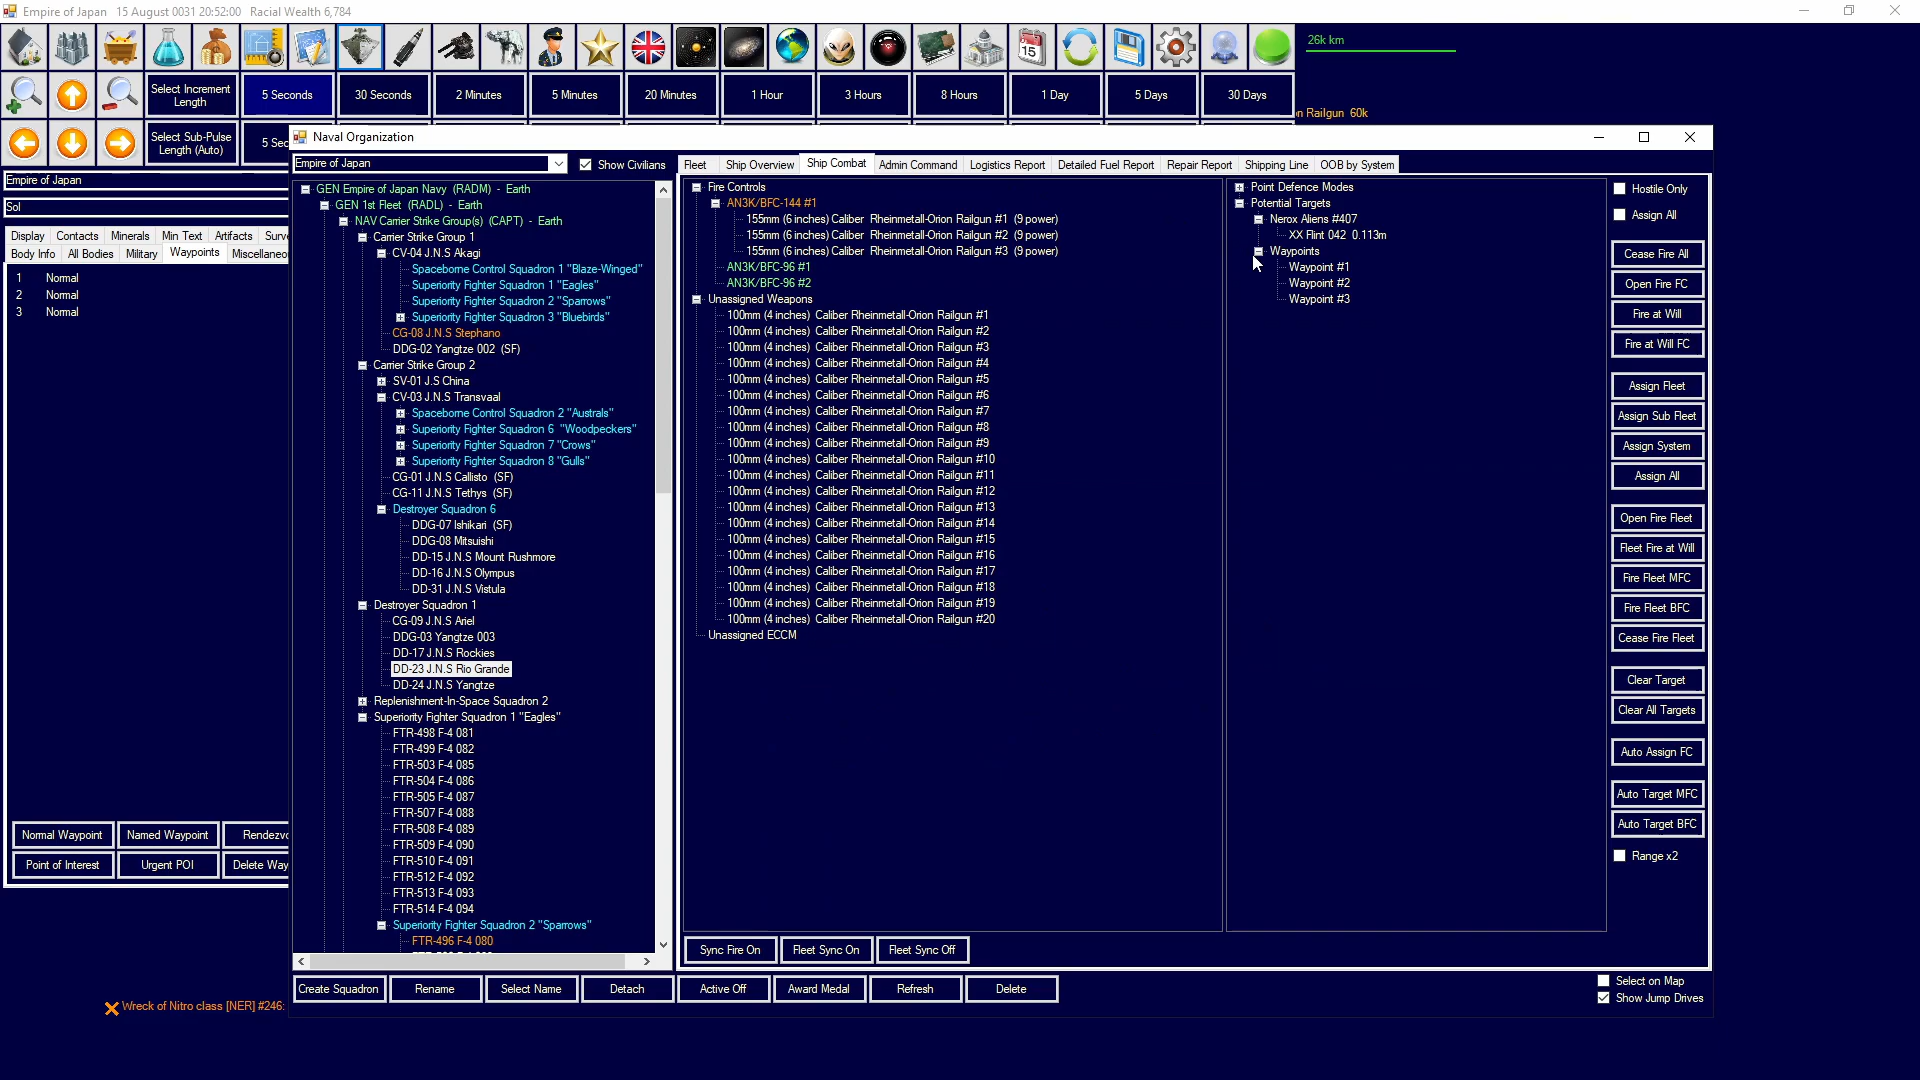 Empire of Japan   15 August 0031 20:52:00   Racial Wealth 6,784
26k km
Select Increment Length
5 Seconds
30 Seconds
2 Minutes
5 Minutes
20 Minutes
1 Hour
3 Hours
8 Hours
1 Day
5 Days
30 Days
n Railgun  60k
Select Sub-Pulse Length (Auto)
5 Sec
Naval Organization
Empire of Japan
Sol
Display
Contacts
Minerals
Min Text
Artifacts
Surve
Body Info
All Bodies
Military
Waypoints
Miscellaneo
1 Normal
2 Normal
3 Normal
Normal Waypoint
Named Waypoint
Rendezvo
Point of Interest
Urgent POI
Delete Way
Wreck of Nitro class [NER] #246:
Empire of Japan
Show Civilians
GEN Empire of Japan Navy  (RADM)  -  Earth
GEN 1st Fleet  (RADL)  -  Earth
NAV Carrier Strike Group(s)  (CAPT)  -  Earth
Carrier Strike Group 1
CV-04 J.N.S Akagi
Spaceborne Control Squadron 1 "Blaze-Winged"
Superiority Fighter Squadron 1 "Eagles"
Superiority Fighter Squadron 2 "Sparrows"
Superiority Fighter Squadron 3 "Bluebirds"
CG-08 J.N.S Stephano
DDG-02 Yangtze 002  (SF)
Carrier Strike Group 2
SV-01 J.S China
CV-03 J.N.S Transvaal
Spaceborne Control Squadron 2 "Australs"
Superiority Fighter Squadron 6  "Woodpeckers"
Superiority Fighter Squadron 7 "Crows"
Superiority Fighter Squadron 8 "Gulls"
CG-01 J.N.S Callisto  (SF)
CG-11 J.N.S Tethys  (SF)
Destroyer Squadron 6
DDG-07 Ishikari  (SF)
DDG-08 Mitsuishi
DD-15 J.N.S Mount Rushmore
DD-16 J.N.S Olympus
DD-31 J.N.S Vistula
Destroyer Squadron 1
CG-09 J.N.S Ariel
DDG-03 Yangtze 003
DD-17 J.N.S Rockies
DD-23 J.N.S Rio Grande
DD-24 J.N.S Yangtze
Replenishment-In-Space Squadron 2
Superiority Fighter Squadron 1 "Eagles"
FTR-498 F-4 081
FTR-499 F-4 082
FTR-503 F-4 085
FTR-504 F-4 086
FTR-505 F-4 087
FTR-507 F-4 088
FTR-508 F-4 089
FTR-509 F-4 090
FTR-510 F-4 091
FTR-512 F-4 092
FTR-513 F-4 093
FTR-514 F-4 094
Superiority Fighter Squadron 2 "Sparrows"
FTR-496 F-4 080
Fleet
Ship Overview
Ship Combat
Admin Command
Logistics Report
Detailed Fuel Report
Repair Report
Shipping Line
OOB by System
Fire Controls
AN3K/BFC-144 #1
155mm (6 inches) Caliber  Rheinmetall-Orion Railgun #1  (9 power)
155mm (6 inches) Caliber  Rheinmetall-Orion Railgun #2  (9 power)
155mm (6 inches) Caliber  Rheinmetall-Orion Railgun #3  (9 power)
AN3K/BFC-96 #1
AN3K/BFC-96 #2
Unassigned Weapons
100mm (4 inches)  Caliber Rheinmetall-Orion Railgun #1
100mm (4 inches)  Caliber Rheinmetall-Orion Railgun #2
100mm (4 inches)  Caliber Rheinmetall-Orion Railgun #3
100mm (4 inches)  Caliber Rheinmetall-Orion Railgun #4
100mm (4 inches)  Caliber Rheinmetall-Orion Railgun #5
100mm (4 inches)  Caliber Rheinmetall-Orion Railgun #6
100mm (4 inches)  Caliber Rheinmetall-Orion Railgun #7
100mm (4 inches)  Caliber Rheinmetall-Orion Railgun #8
100mm (4 inches)  Caliber Rheinmetall-Orion Railgun #9
100mm (4 inches)  Caliber Rheinmetall-Orion Railgun #10
100mm (4 inches)  Caliber Rheinmetall-Orion Railgun #11
100mm (4 inches)  Caliber Rheinmetall-Orion Railgun #12
100mm (4 inches)  Caliber Rheinmetall-Orion Railgun #13
100mm (4 inches)  Caliber Rheinmetall-Orion Railgun #14
100mm (4 inches)  Caliber Rheinmetall-Orion Railgun #15
100mm (4 inches)  Caliber Rheinmetall-Orion Railgun #16
100mm (4 inches)  Caliber Rheinmetall-Orion Railgun #17
100mm (4 inches)  Caliber Rheinmetall-Orion Railgun #18
100mm (4 inches)  Caliber Rheinmetall-Orion Railgun #19
100mm (4 inches)  Caliber Rheinmetall-Orion Railgun #20
Unassigned ECCM
Point Defence Modes
Potential Targets
Nerox Aliens #407
XX Flint 042  0.113m
Waypoints
Waypoint #1
Waypoint #2
Waypoint #3
Hostile Only
Assign All
Cease Fire All
Open Fire FC
Fire at Will
Fire at Will FC
Assign Fleet
Assign Sub Fleet
Assign System
Assign All
Open Fire Fleet
Fleet Fire at Will
Fire Fleet MFC
Fire Fleet BFC
Cease Fire Fleet
Clear Target
Clear All Targets
Auto Assign FC
Auto Target MFC
Auto Target BFC
Range x2
Sync Fire On
Fleet Sync On
Fleet Sync Off
Create Squadron
Rename
Select Name
Detach
Active Off
Award Medal
Refresh
Delete
Select on Map
Show Jump Drives
15